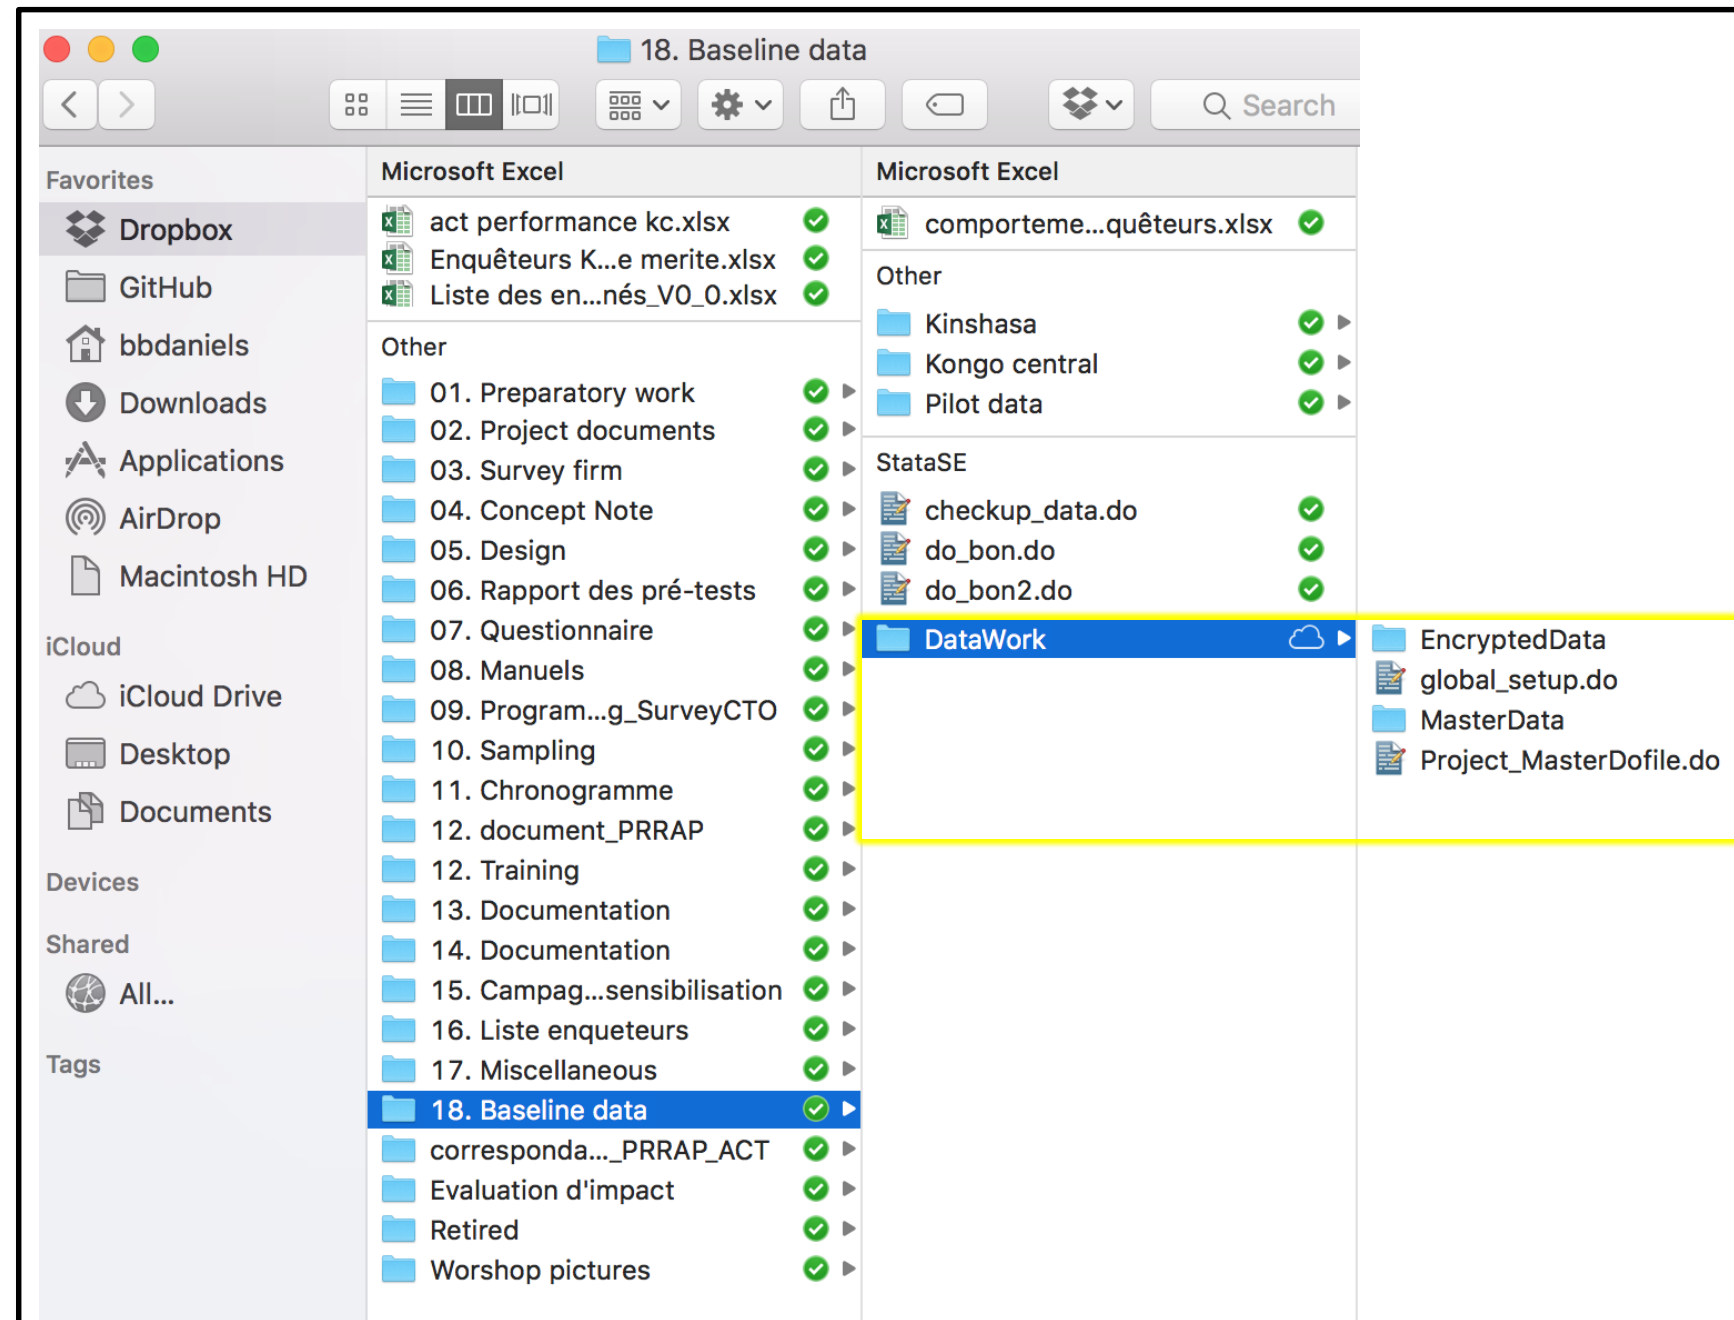 18. Baseline data
Search
Favorites
Dropbox
GitHub
bbdaniels
Downloads
Applications
AirDrop
Macintosh HD
iCloud
iCloud Drive
Desktop
Documents
Devices
Shared
All...
Tags
Microsoft Excel
act performance kc.xlsx
Enquêteurs K...e merite.xlsx
Liste des en...nés_V0_0.xlsx
Other
01. Preparatory work
02. Project documents
03. Survey firm
04. Concept Note
05. Design
06. Rapport des pré-tests
07. Questionnaire
08. Manuels
09. Program...g_SurveyCTO
10. Sampling
11. Chronogramme
12. document_PRRAP
12. Training
13. Documentation
14. Documentation
15. Campag...sensibilisation
16. Liste enqueteurs
17. Miscellaneous
18. Baseline data
corresponda..._PRRAP_ACT
Evaluation d'impact
Retired
Worshop pictures
Microsoft Excel
comporteme...quêteurs.xlsx
Other
Kinshasa
Kongo central
Pilot data
StataSE
checkup_data.do
do_bon.do
do_bon2.do
DataWork
EncryptedData
global_setup.do
MasterData
Project_MasterDofile.do